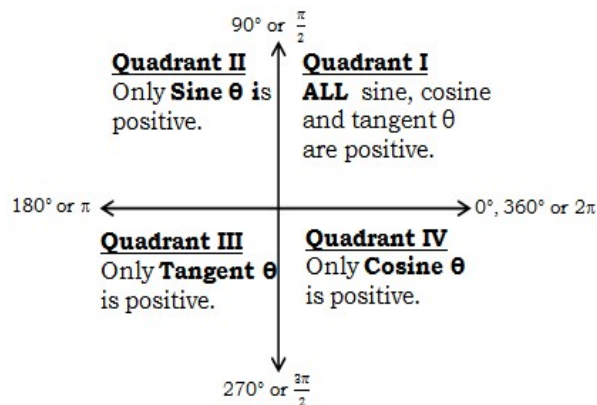 90° or π/2
Quadrant II
Only Sine θ is
positive.
Quadrant I
ALL sine, cosine
and tangent θ
are positive.
180° or π
0°, 360° or 2π
Quadrant III
Only Tangent θ
is positive.
Quadrant IV
Only Cosine θ
is positive.
270° or 3π/2